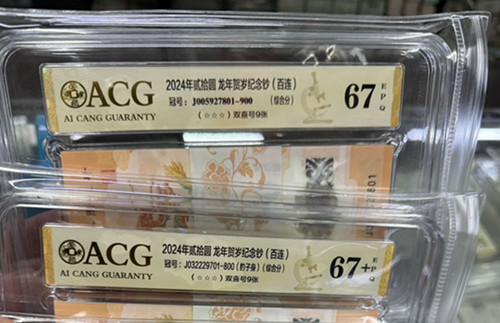 ACG
AI CANG GUARANTY
2024年贰拾圆 龙年贺岁纪念钞(百连)
冠号: J005927801-900 (综合分)
(☆☆☆) 双喜号9张
67 EPQ
7801
ACG
AI CANG GUARANTY
2024年贰拾圆 龙年贺岁纪念钞(百连)
冠号: J032229701-800 (豹子身) (综合分)
(☆☆☆) 双喜号9张
67+ EPQ